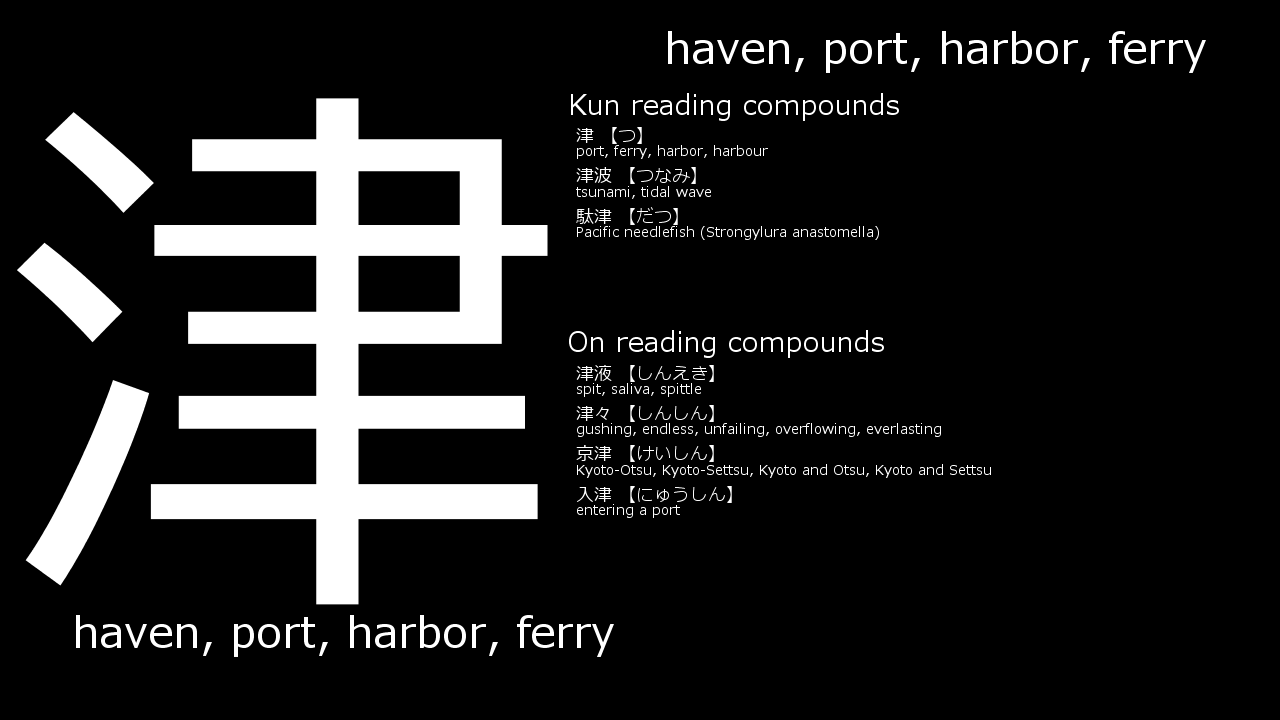 haven, port, harbor, ferry
津
Kun reading compounds
津 【つ】
port, ferry, harbor, harbour
津波 【つなみ】
tsunami, tidal wave
駄津 【だつ】
Pacific needlefish (Strongylura anastomella)
On reading compounds
津液 【しんえき】
spit, saliva, spittle
津々 【しんしん】
gushing, endless, unfailing, overflowing, everlasting
京津 【けいしん】
Kyoto-Otsu, Kyoto-Settsu, Kyoto and Otsu, Kyoto and Settsu
入津 【にゅうしん】
entering a port
haven, port, harbor, ferry